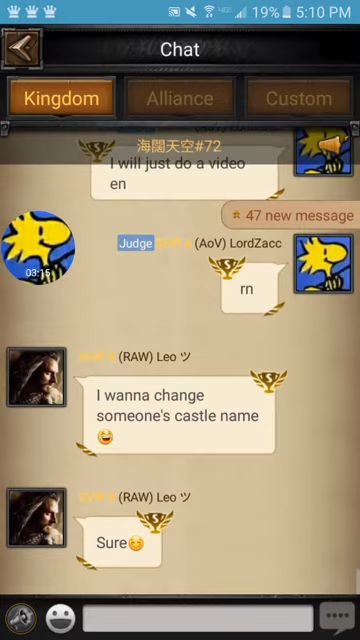 19% 5:10 PM
Chat
Kingdom
Alliance
Custom
海闊天空#72
I will just do a video
en
47 new message
Judge (AoV) LordZacc
03:15
rn
(RAW) Leo ツ
I wanna change
someone's castle name
😆
(RAW) Leo ツ
Sure😊